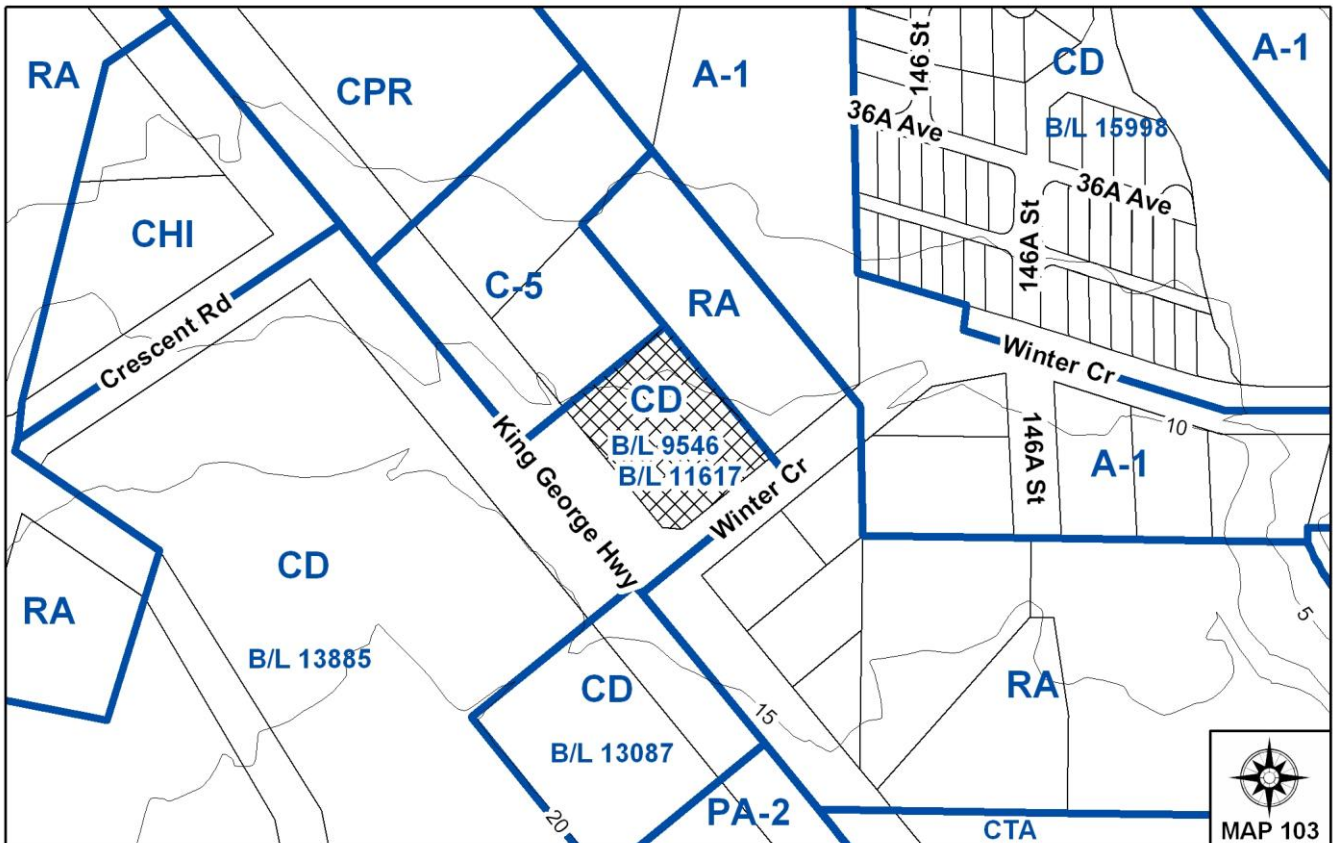 RA
CPR
A-1
146 St
CD
A-1
36A Ave
B/L 15998
36A Ave
CHI
146A St
C-5
RA
Crescent Rd
Winter Cr
CD
B/L 9546
B/L 11617
King George Hwy
Winter Cr
146A St
10
A-1
CD
RA
B/L 13885
5
CD
RA
15
B/L 13087
20
PA-2
CTA
MAP 103